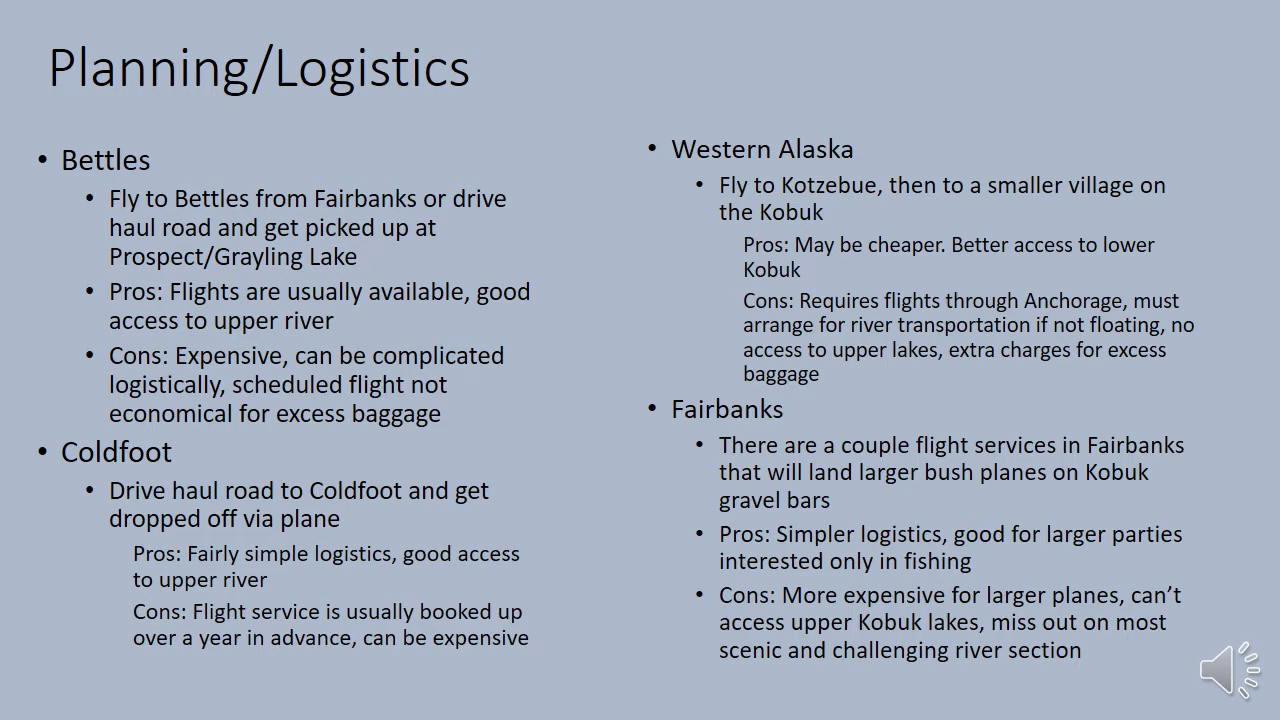 Planning/Logistics
• Bettles
• Fly to Bettles from Fairbanks or drive
haul road and get picked up at
Prospect/Grayling Lake
• Pros: Flights are usually available, good
access to upper river
• Cons: Expensive, can be complicated
logistically, scheduled flight not
economical for excess baggage
• Coldfoot
• Drive haul road to Coldfoot and get
dropped off via plane
Pros: Fairly simple logistics, good access
to upper river
Cons: Flight service is usually booked up
over a year in advance, can be expensive
• Western Alaska
• Fly to Kotzebue, then to a smaller village on
the Kobuk
Pros: May be cheaper. Better access to lower
Kobuk
Cons: Requires flights through Anchorage, must
arrange for river transportation if not floating, no
access to upper lakes, extra charges for excess
baggage
• Fairbanks
• There are a couple flight services in Fairbanks
that will land larger bush planes on Kobuk
gravel bars
• Pros: Simpler logistics, good for larger parties
interested only in fishing
• Cons: More expensive for larger planes, can’t
access upper Kobuk lakes, miss out on most
scenic and challenging river section